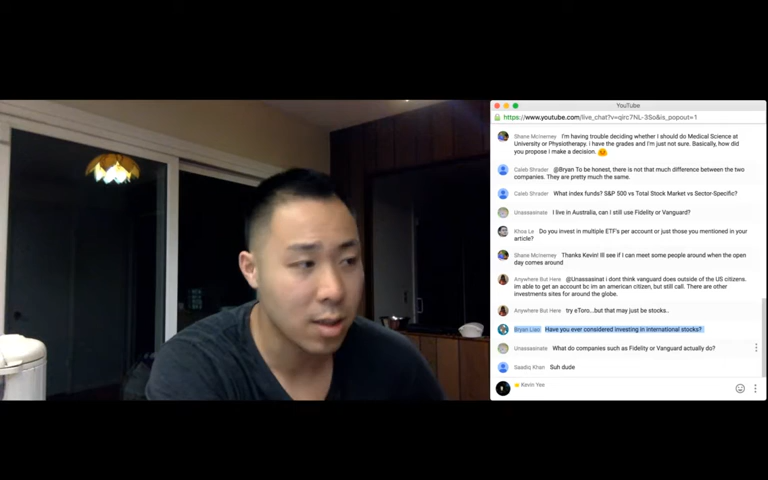 YouTube
https://www.youtube.com/live_chat?v=qirc7NL-3So&is_popout=1
Shane McInerney I'm having trouble deciding whether I should do Medical Science at
University or Physiotherapy. I have the grades and I'm just not sure. Basically, how did
you propose I make a decision.
Caleb Shrader @Bryan To be honest, there is not that much difference between the two
companies. They are pretty much the same.
Caleb Shrader What index funds? S&P 500 vs Total Stock Market vs Sector-Specific?
Unassasinate I live in Australia, can I still use Fidelity or Vanguard?
Khoa Le Do you invest in multiple ETF's per account or just those you mentioned in your
article?
Shane McInerney Thanks Kevin! Ill see if I can meet some people around when the open
day comes around
Anywhere But Here @Unassasinat i dont think vanguard does outside of the US citizens.
im able to get an account bc im an american citizen, but still call. There are other
investments sites for around the globe.
Anywhere But Here try eToro...but that may just be stocks..
Bryan Liao Have you ever considered investing in international stocks?
Unassasinate What do companies such as Fidelity or Vanguard actually do?
Saadiq Khan Suh dude
Kevin Yee